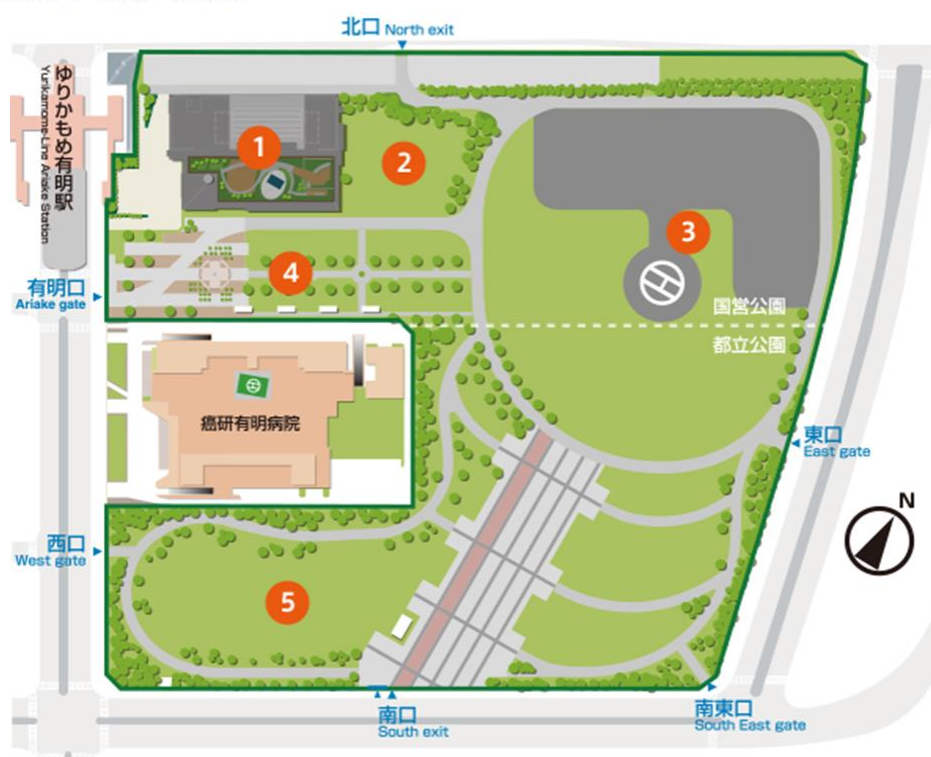 北口 North exit
ゆりかもめ有明駅
Yurikamome-Line Ariake Station
1
2
3
4
有明口
Ariake gate
国営公園
都立公園
癌研有明病院
東口
East gate
N
西口
West gate
5
南口
South exit
南東口
South East gate